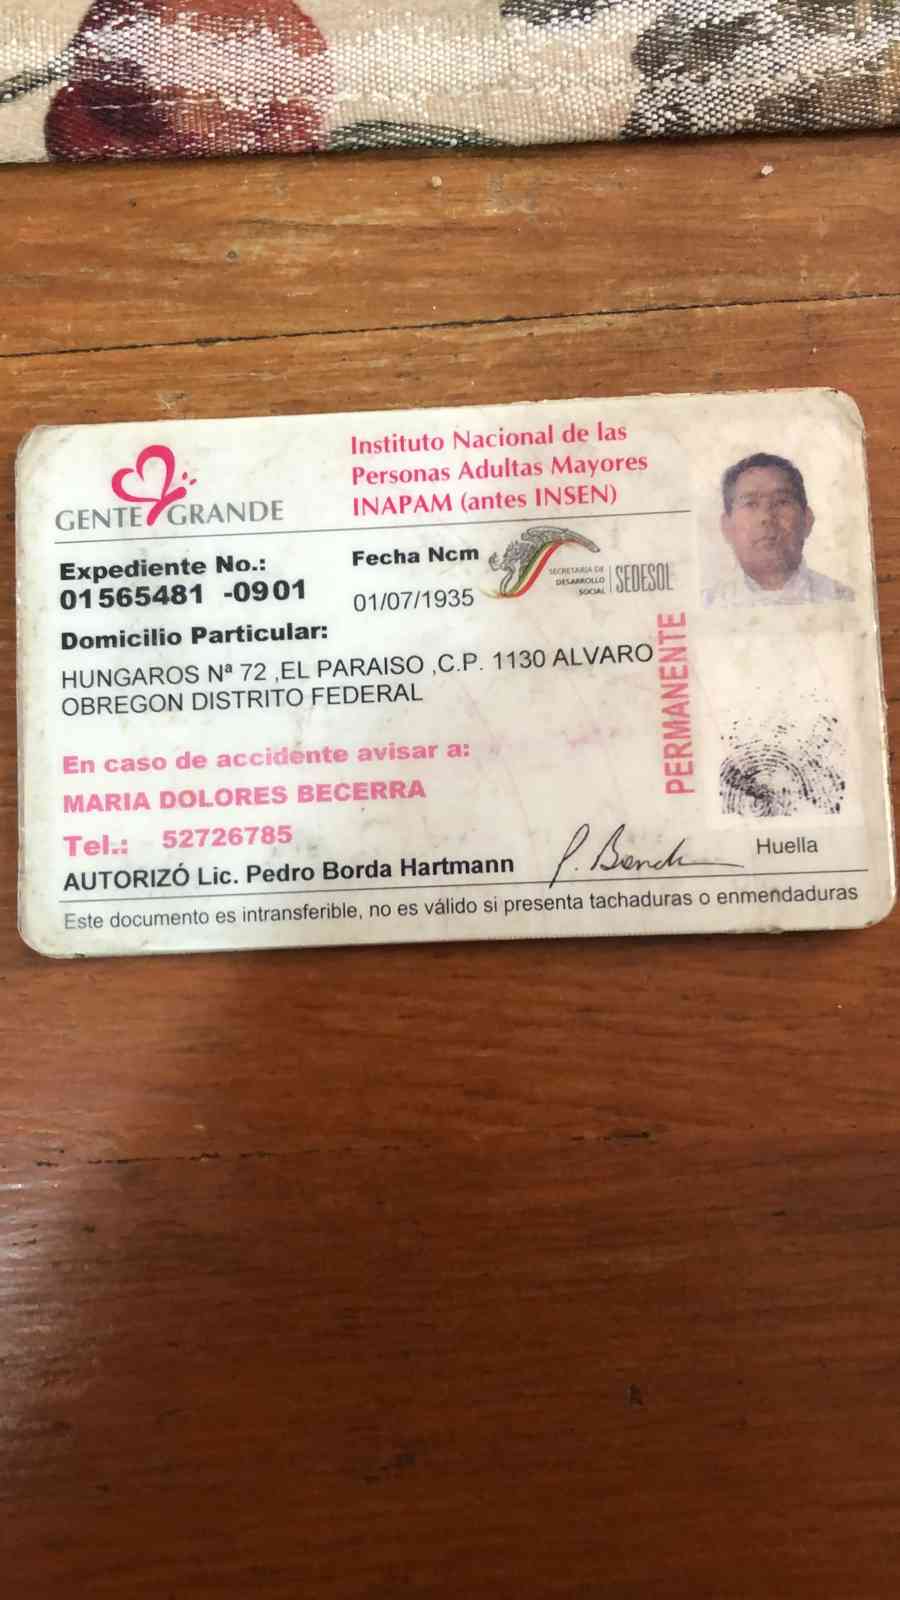 GENTE GRANDE
Instituto Nacional de las
Personas Adultas Mayores
INAPAM (antes INSEN)
Expediente No.:
01565481 -0901
Fecha Ncm
01/07/1935
SECRETARÍA DE
DESARROLLO
SOCIAL
SEDESOL
Domicilio Particular:
HUNGAROS Nª 72 ,EL PARAISO ,C.P. 1130 ALVARO
OBREGON DISTRITO FEDERAL
PERMANENTE
En caso de accidente avisar a:
MARIA DOLORES BECERRA
Tel.: 52726785
AUTORIZÓ Lic. Pedro Borda Hartmann
Huella
Este documento es intransferible, no es válido si presenta tachaduras o enmendaduras